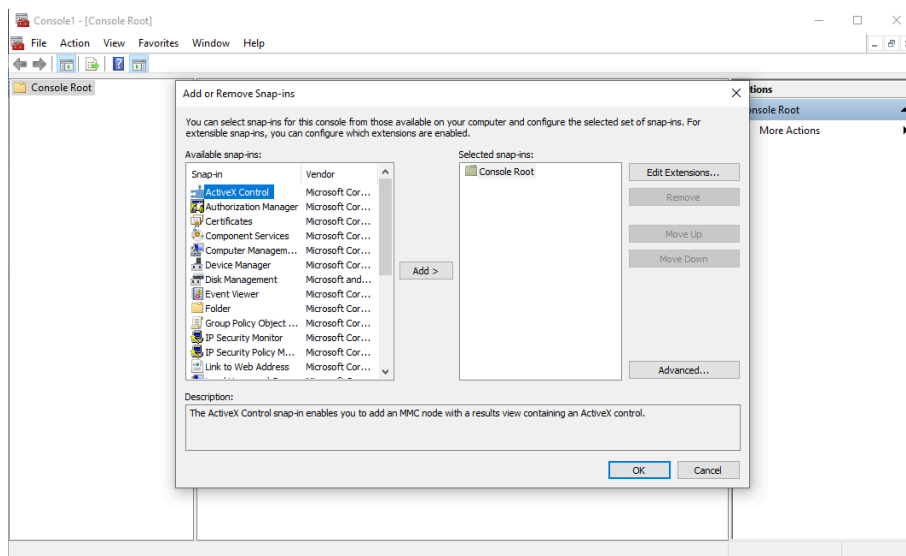 Console1 - [Console Root]
File Action View Favorites Window Help
Console Root
Add or Remove Snap-ins
You can select snap-ins for this console from those available on your computer and configure the selected set of snap-ins. For
extensible snap-ins, you can configure which extensions are enabled.
Available snap-ins:
Snap-in Vendor
ActiveX Control Microsoft Cor...
Authorization Manager Microsoft Cor...
Certificates Microsoft Cor...
Component Services Microsoft Cor...
Computer Managem... Microsoft Cor...
Device Manager Microsoft Cor...
Disk Management Microsoft and...
Event Viewer Microsoft Cor...
Folder Microsoft Cor...
Group Policy Object ... Microsoft Cor...
IP Security Monitor Microsoft Cor...
IP Security Policy M... Microsoft Cor...
Link to Web Address Microsoft Cor...
Add >
Selected snap-ins:
Console Root
Edit Extensions...
Remove
Move Up
Move Down
Advanced...
Description:
The ActiveX Control snap-in enables you to add an MMC node with a results view containing an ActiveX control.
OK Cancel
tions
onsole Root
More Actions